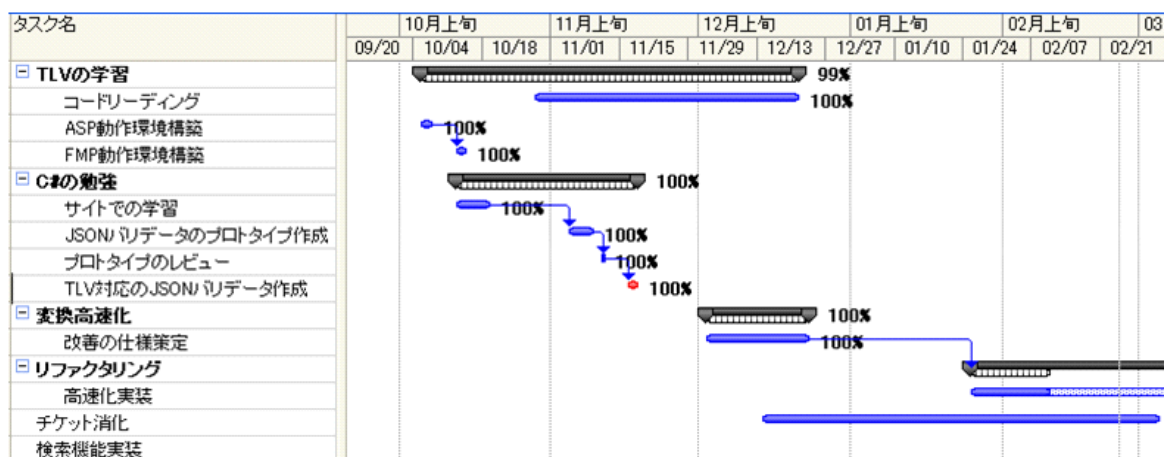 タスク名
10月上旬 11月上旬 12月上旬 01月上旬 02月上旬 03
09/20 10/04 10/18 11/01 11/15 11/29 12/13 12/27 01/10 01/24 02/07 02/21
TLVの学習 99%
コードリーディング 100%
ASP動作環境構築 100%
FMP動作環境構築 100%
C#の勉強 100%
サイトでの学習 100%
JSONバリデータのプロトタイプ作成 100%
プロトタイプのレビュー 100%
TLV対応のJSONバリデータ作成 100%
変換高速化 100%
改善の仕様策定 100%
リファクタリング
高速化実装
チケット消化
検索機能実装